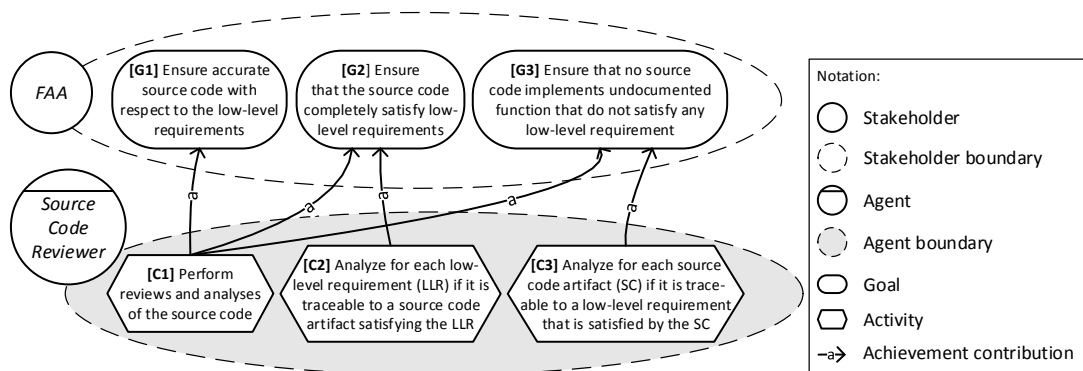 FAA
[G1] Ensure accurate
source code with
respect to the low-level
requirements
[G2] Ensure
that the source code
completely satisfy low-
level requirements
[G3] Ensure that no source
code implements undocumented
function that do not satisfy any
low-level requirement
a
a
a
a
a
Source
Code
Reviewer
[C1] Perform
reviews and analyses
of the source code
[C2] Analyze for each low-
level requirement (LLR) if it is
traceable to a source code
artifact satisfying the LLR
[C3] Analyze for each source
code artifact (SC) if it is trace-
able to a low-level requirement
that is satisfied by the SC
Notation:
Stakeholder
Stakeholder boundary
Agent
Agent boundary
Goal
Activity
a Achievement contribution